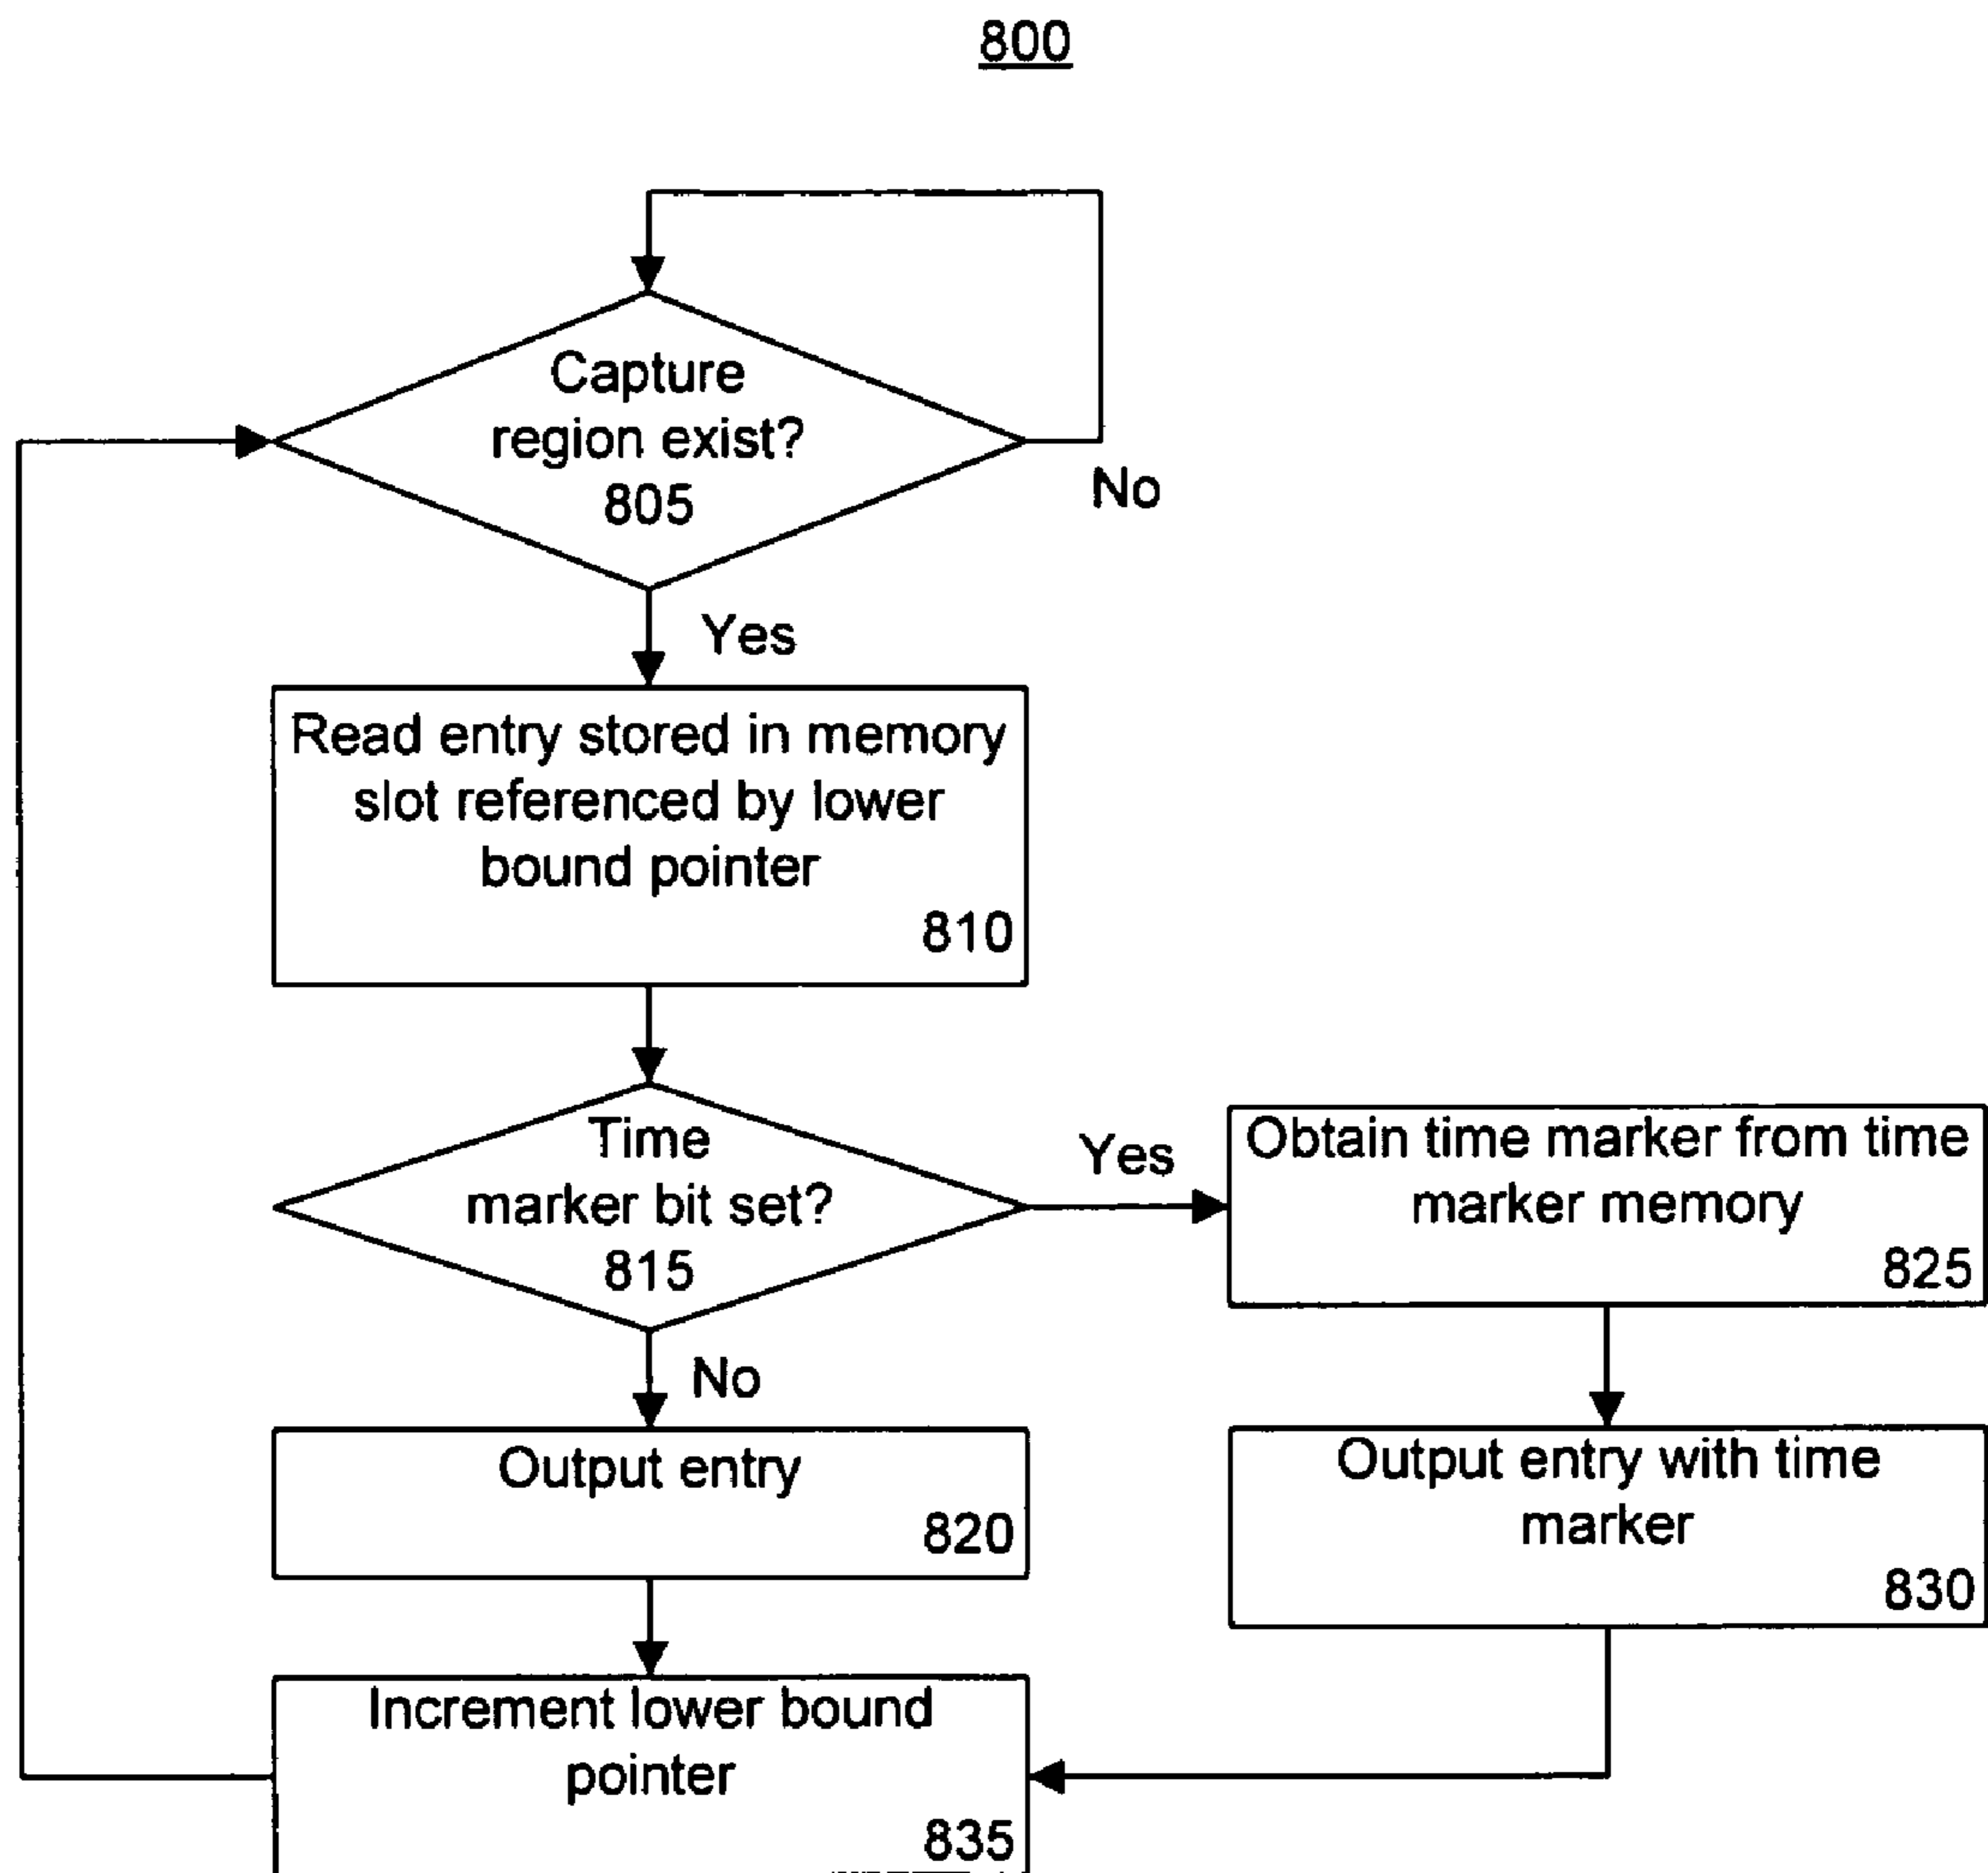 800
Capture
region exist?
805
No
Yes
Read entry stored in memory
slot referenced by lower
bound pointer
810
Time
marker bit set?
815
Yes
Obtain time marker from time
marker memory
825
No
Output entry
820
Output entry with time
marker
830
Increment lower bound
pointer
835